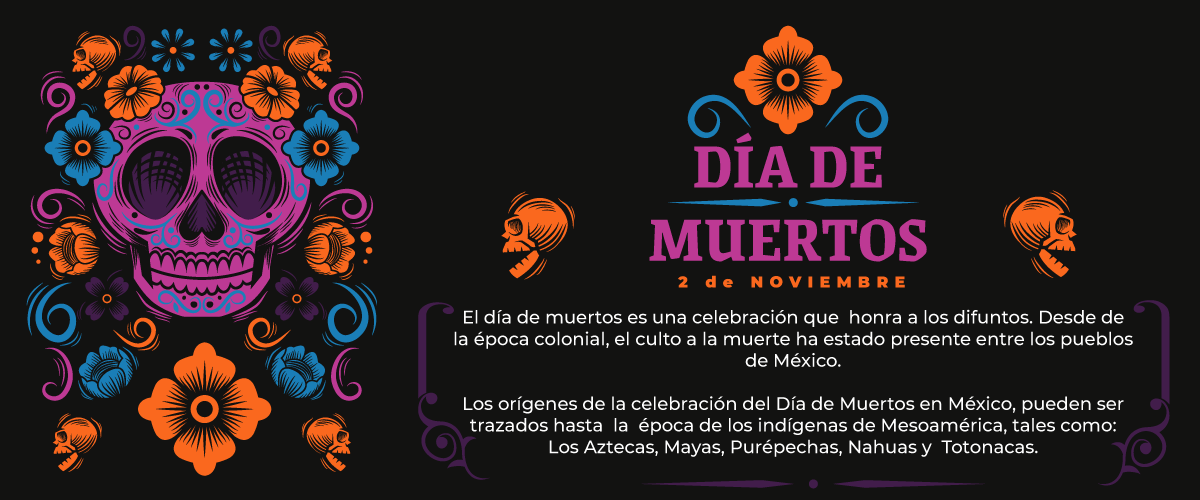 DÍA DE
MUERTOS
2 de NOVIEMBRE
El día de muertos es una celebración que  honra a los difuntos. Desde de
la época colonial, el culto a la muerte ha estado presente entre los pueblos
de México.
Los orígenes de la celebración del Día de Muertos en México, pueden ser
trazados hasta  la  época de los indígenas de Mesoamérica, tales como:
Los Aztecas, Mayas, Purépechas, Nahuas y  Totonacas.